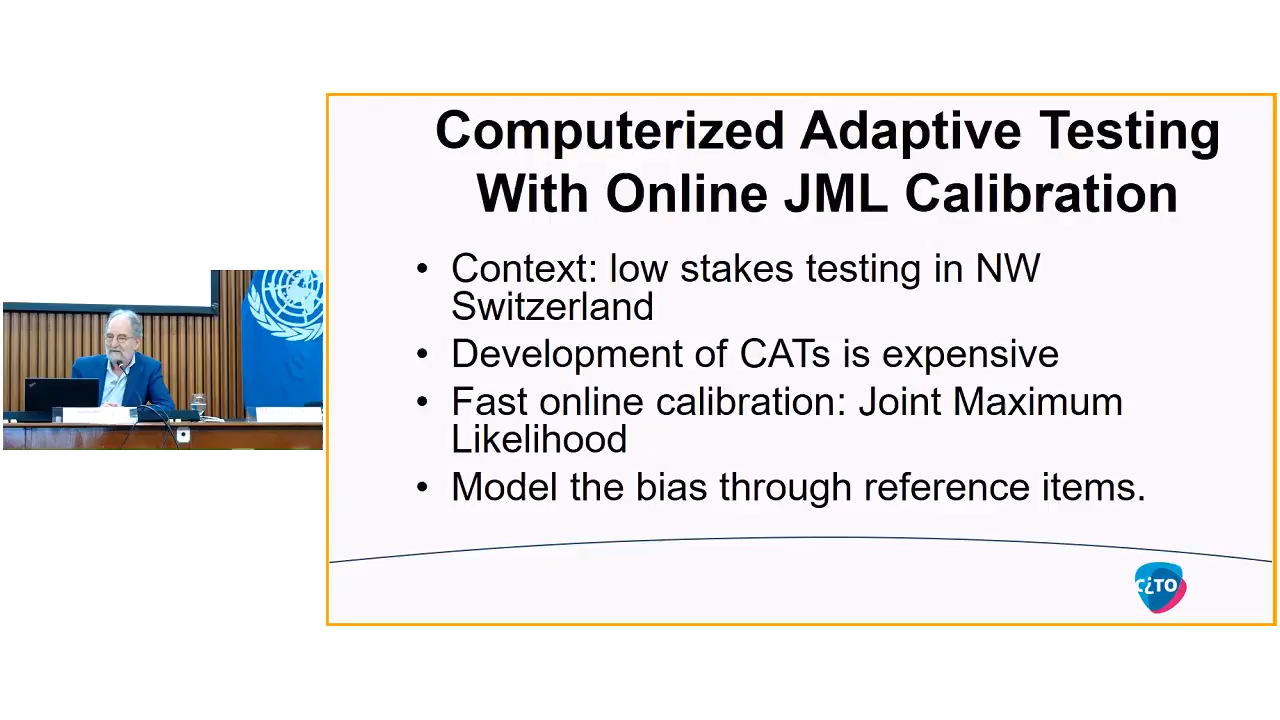 Computerized Adaptive Testing
With Online JML Calibration
• Context: low stakes testing in NW
Switzerland
• Development of CATs is expensive
• Fast online calibration: Joint Maximum
Likelihood
• Model the bias through reference items.
CiTO